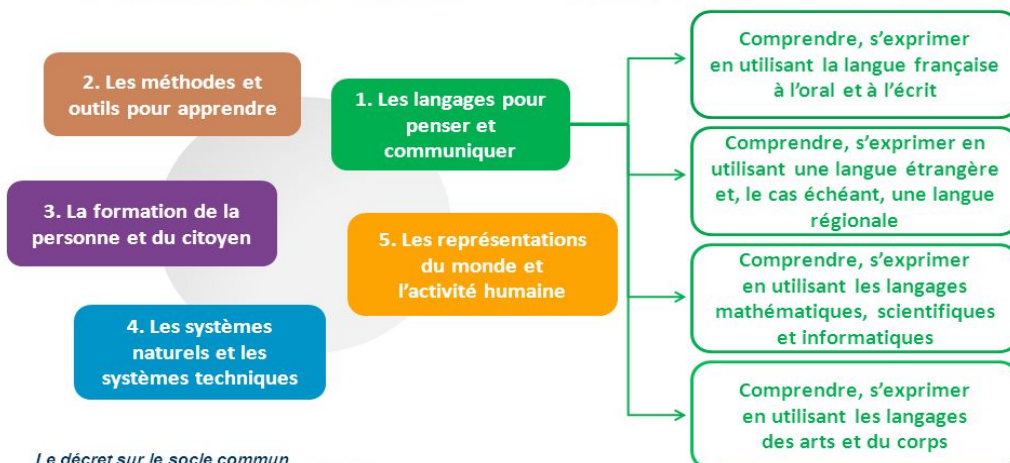 2. Les méthodes et
outils pour apprendre
1. Les langages pour
penser et
communiquer
3. La formation de la
personne et du citoyen
5. Les représentations
du monde et
l’activité humaine
4. Les systèmes
naturels et les
systèmes techniques
Comprendre, s’exprimer
en utilisant la langue française
à l’oral et à l’écrit
Comprendre, s’exprimer en
utilisant une langue étrangère
et, le cas échéant, une langue
régionale
Comprendre, s’exprimer
en utilisant les langages
mathématiques, scientifiques
et informatiques
Comprendre, s’exprimer
en utilisant les langages
des arts et du corps
Le décret sur le socle commun